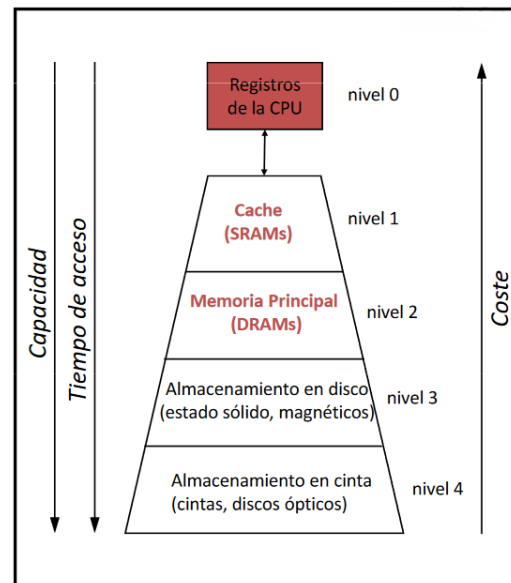 Registros
de la CPU
nivel 0
Cache
(SRAMs)
nivel 1
Memoria Principal
(DRAMs)
nivel 2
Almacenamiento en disco
(estado sólido, magnéticos)
nivel 3
Almacenamiento en cinta
(cintas, discos ópticos)
nivel 4
Capacidad
Tiempo de acceso
Coste